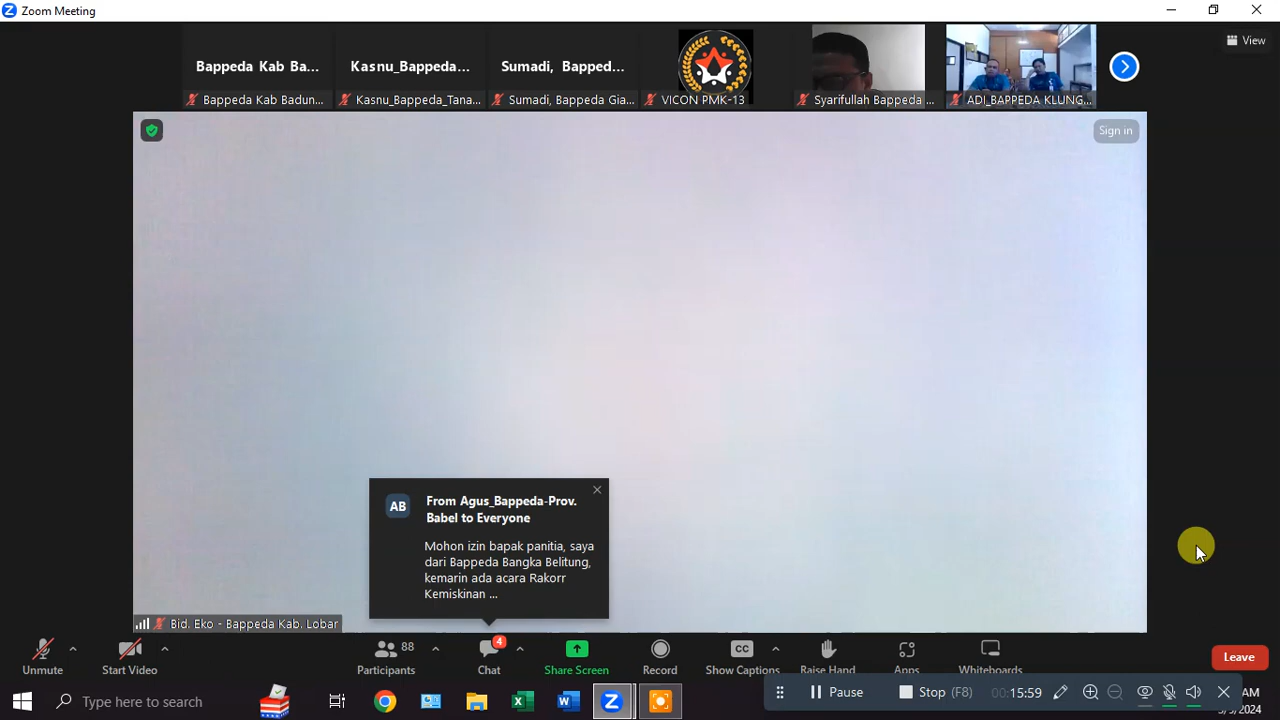 Zoom Meeting
View
Bappeda Kab Ba...
Kasnu_Bappeda...
Sumadi, Bapped...
Bappeda Kab Badun...
Kasnu_Bappeda_Tana...
Sumadi, Bappeda Gia...
VICON PMK-13
Syarifullah Bappeda ...
ADI_BAPPEDA KLUNG...
Sign in
AB
From Agus_Bappeda-Prov.
Babel to Everyone
Mohon izin bapak panitia, saya
dari Bappeda Bangka Belitung,
kemarin ada acara Rakorr
Kemiskinan ...
Bid. Eko - Bappeda Kab. Lobar
88
4
CC
Unmute
Start Video
Participants
Chat
Share Screen
Record
Show Captions
Raise Hand
Apps
Whiteboards
Leave
Type here to search
Pause
Stop (F8)
00:15:59
AM